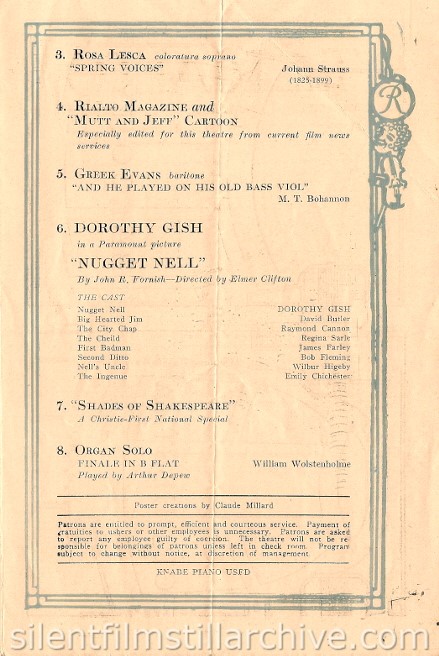 3. ROSA LESCA coloratura soprano
"SPRING VOICES" Johann Strauss
(1825-1899)
R
4. RIALTO MAGAZINE and
"MUTT AND JEFF" CARTOON
Especially edited for this theatre from current film news
services
5. GREEK EVANS baritone
"AND HE PLAYED ON HIS OLD BASS VIOL"
M. T. Bohannon
6. DOROTHY GISH
in a Paramount picture
"NUGGET NELL"
By John R. Fornish—Directed by Elmer Clifton
THE CAST
Nugget Nell DOROTHY GISH
Big Hearted Jim David Butler
The City Chap Raymond Cannon
The Cheild Regina Sarle
First Badman James Farley
Second Ditto Bob Fleming
Nell's Uncle Wilbur Higeby
The Ingenue Emily Chichester
7. "SHADES OF SHAKESPEARE"
A Christie-First National Special
8. ORGAN SOLO
FINALE IN B FLAT William Wolstenholme
Played by Arthur Depew
Poster creations by Claude Millard
Patrons are entitled to prompt, efficient and courteous service. Payment of
gratuities to ushers or other employees is unnecessary. Patrons are asked
to report any employee guilty of coercion. The theatre will not be re-
sponsible for belongings of patrons unless left in check room. Program
subject to change without notice, at discretion of management.
KNABE PIANO USED
silentfilmstillarchive.com